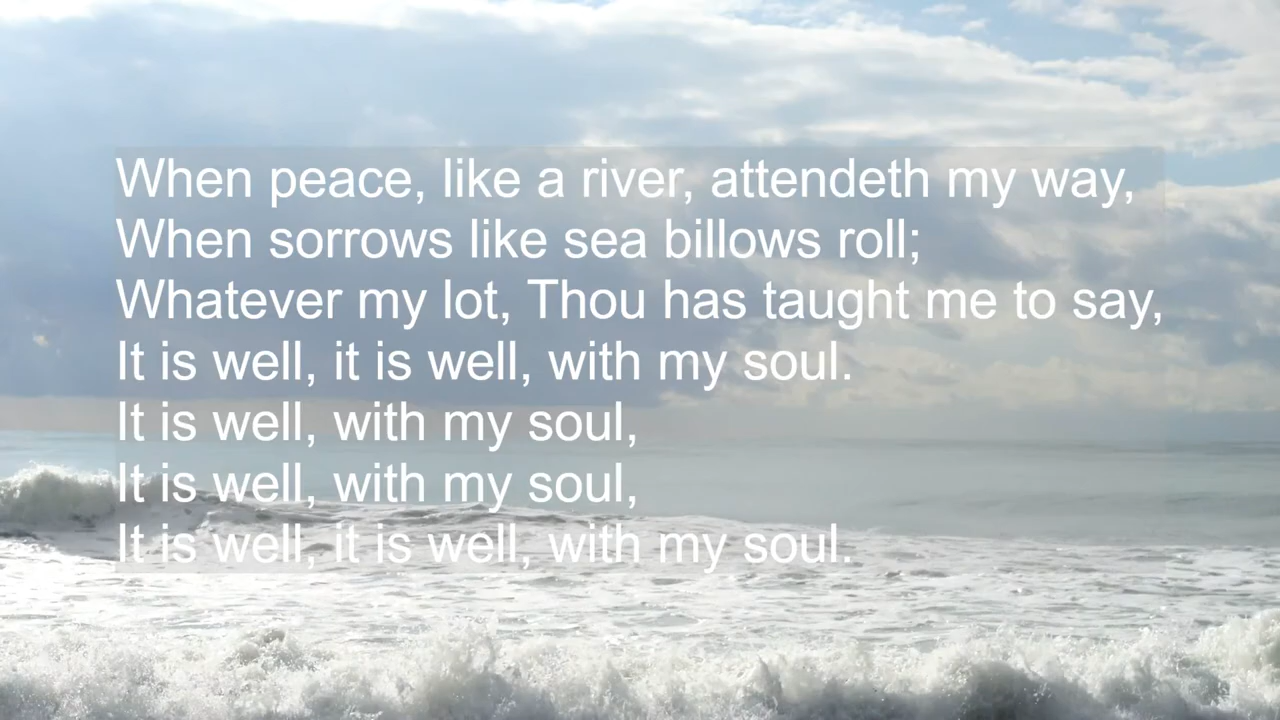 When peace, like a river, attendeth my way,
When sorrows like sea billows roll;
Whatever my lot, Thou has taught me to say,
It is well, it is well, with my soul.
It is well, with my soul,
It is well, with my soul,
It is well, it is well, with my soul.